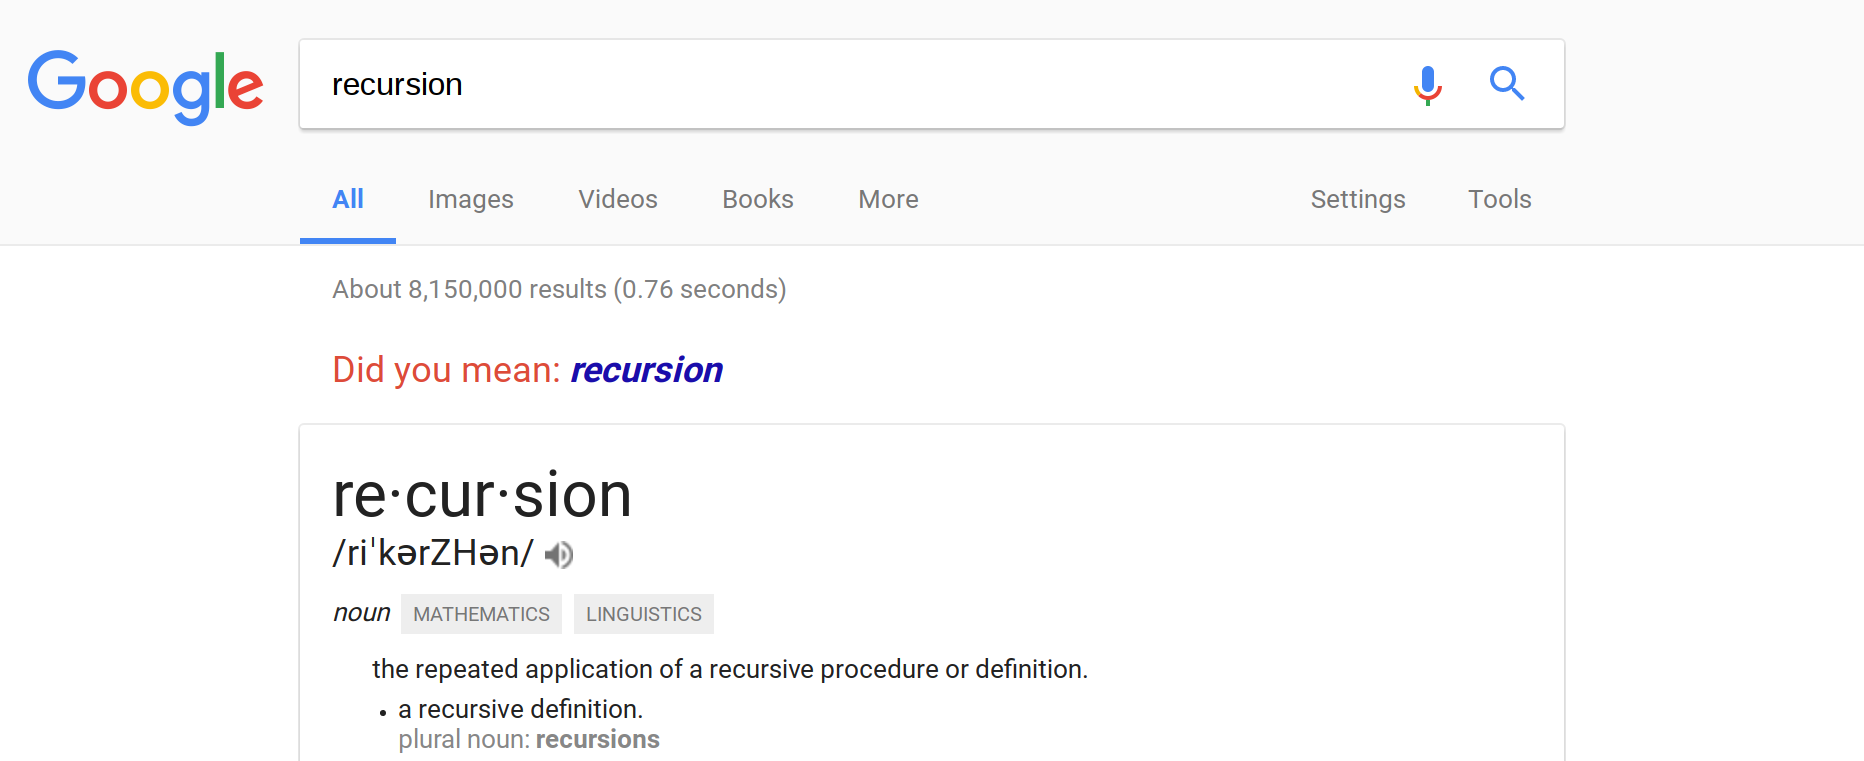 Google
recursion
All Images Videos Books More Settings Tools
About 8,150,000 results (0.76 seconds)
Did you mean: recursion
re·cur·sion
/riˈkərZHən/
noun MATHEMATICS LINGUISTICS
the repeated application of a recursive procedure or definition.
• a recursive definition.
plural noun: recursions